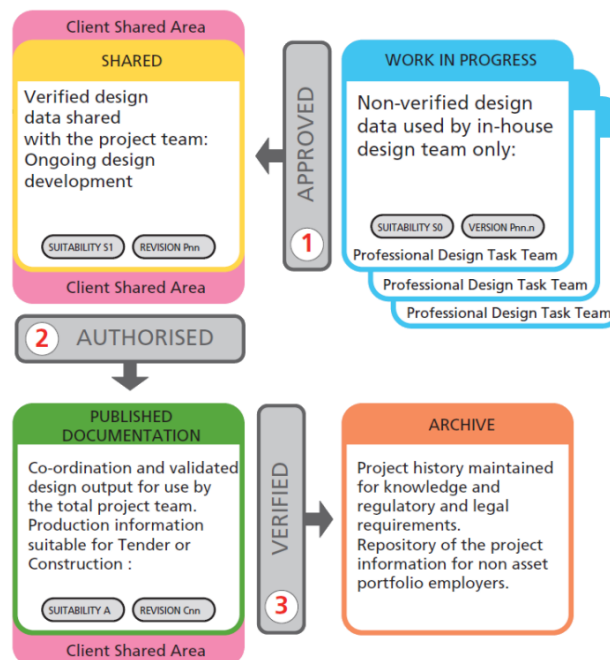 Client Shared Area
SHARED
Verified design
data shared
with the project team:
Ongoing design
development
SUITABILITY S1
REVISION Pnn
Client Shared Area
APPROVED
1
WORK IN PROGRESS
Non-verified design
data used by in-house
design team only:
SUITABILITY S0
VERSION Pnn.n
Professional Design Task Team
Professional Design Task Team
Professional Design Task Team
2
AUTHORISED
PUBLISHED
DOCUMENTATION
Co-ordination and validated
design output for use by
the total project team.
Production information
suitable for Tender or
Construction :
SUITABILITY A
REVISION Cnn
Client Shared Area
VERIFIED
3
ARCHIVE
Project history maintained
for knowledge and
regulatory and legal
requirements.
Repository of the project
information for non asset
portfolio employers.